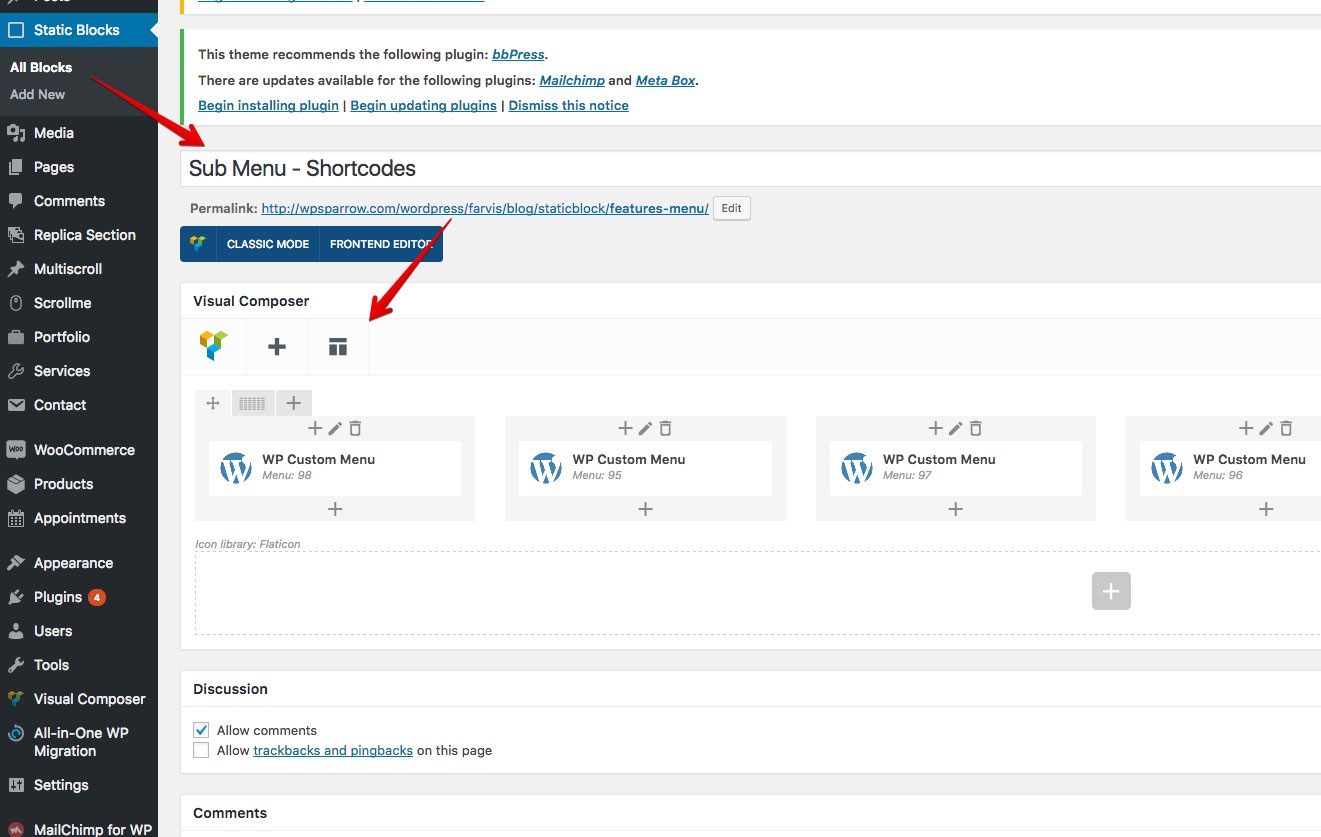 Static Blocks
All Blocks
Add New
Media
Pages
Comments
Replica Section
Multiscroll
Scrollme
Portfolio
Services
Contact
WooCommerce
Products
Appointments
Appearance
Plugins 4
Users
Tools
Visual Composer
All-in-One WP
Migration
Settings
MailChimp for WP
This theme recommends the following plugin: bbPress.
There are updates available for the following plugins: Mailchimp and Meta Box.
Begin installing plugin | Begin updating plugins | Dismiss this notice
Sub Menu - Shortcodes
Permalink: http://wpsparrow.com/wordpress/farvis/blog/staticblock/features-menu/ Edit
CLASSIC MODE FRONTEND EDITOR
Visual Composer
WP Custom Menu
Menu: 98
WP Custom Menu
Menu: 95
WP Custom Menu
Menu: 97
WP Custom Menu
Menu: 96
Icon library: Flaticon
Discussion
Allow comments
Allow trackbacks and pingbacks on this page
Comments